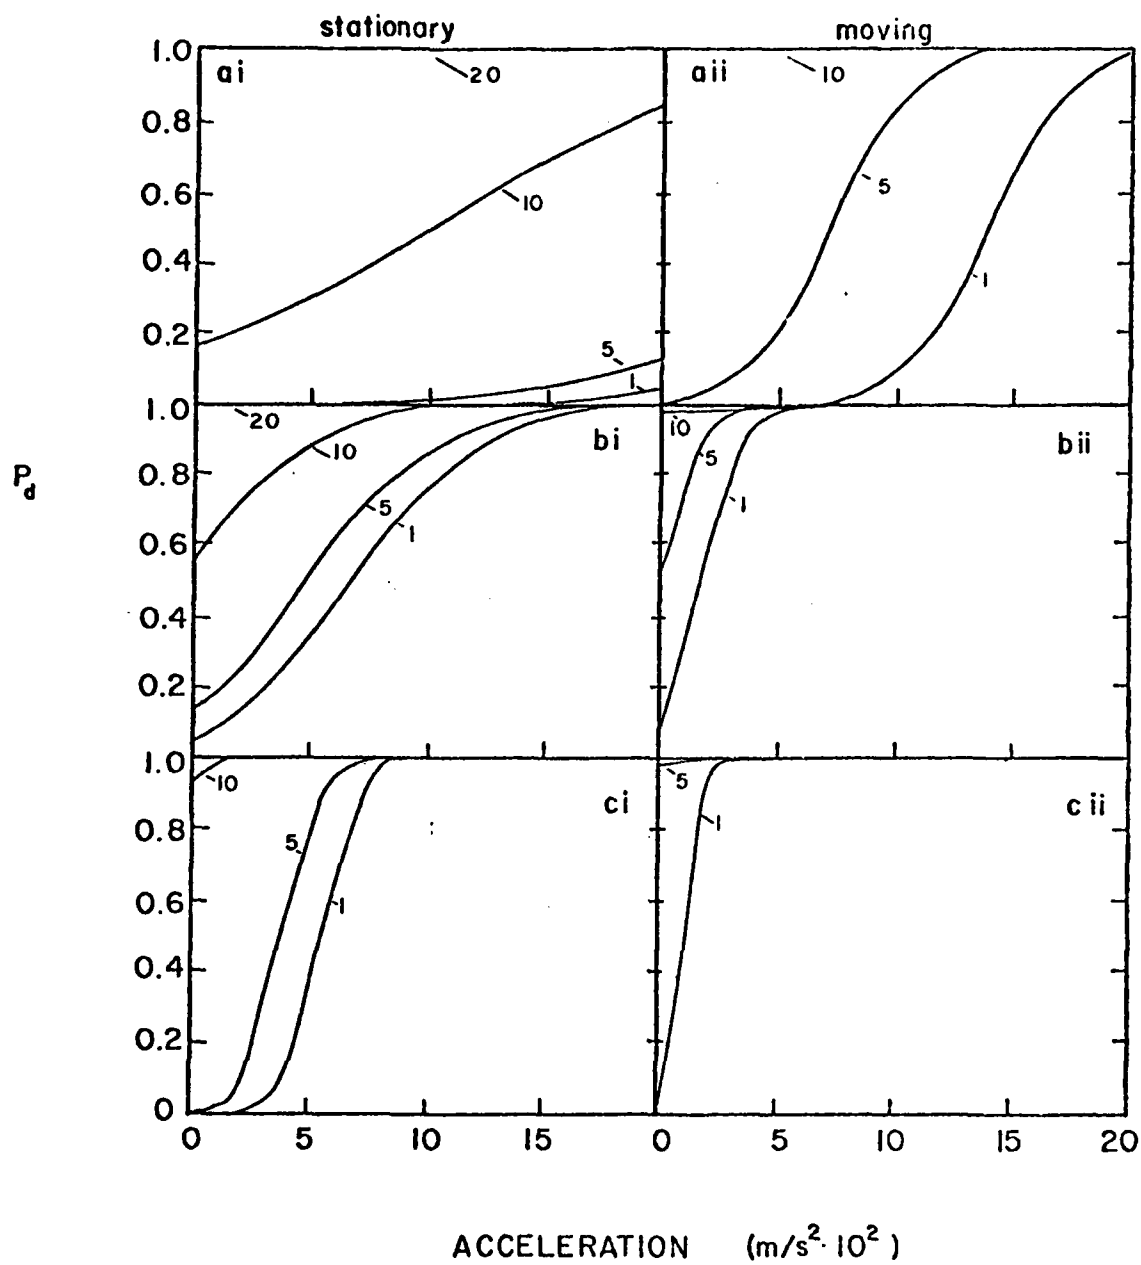 stationary moving
1.0 ai 20 aii 10
0.8
0.6 10 5
0.4 1
0.2 5 1
1.0 20 10 bi 10 5 bii
0.8 5 1 1
0.6
0.4
0.2
1.0 10 ci 5 cii
0.8 5 1
0.6 1
0.4
0.2
0
P_d
0 5 10 15 0 5 10 15 20
ACCELERATION (m/s²·10²)